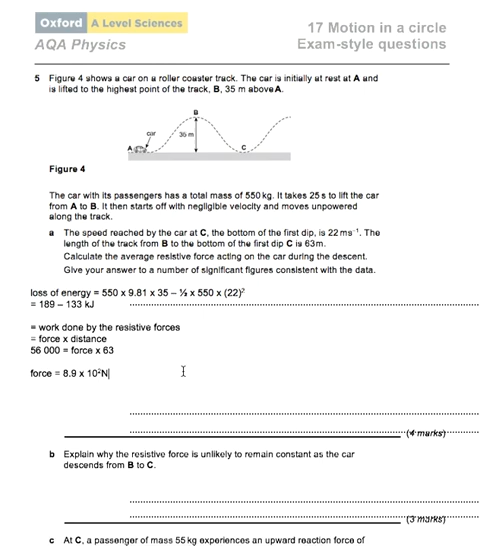 Oxford A Level Sciences
AQA Physics
17 Motion in a circle
Exam-style questions
5 Figure 4 shows a car on a roller coaster track. The car is initially at rest at A and
is lifted to the highest point of the track, B, 35 m above A.
B
car
35 m
A
C
Figure 4
The car with its passengers has a total mass of 550 kg. It takes 25 s to lift the car
from A to B. It then starts off with negligible velocity and moves unpowered
along the track.
a The speed reached by the car at C, the bottom of the first dip, is 22 ms⁻¹. The
length of the track from B to the bottom of the first dip C is 63 m.
Calculate the average resistive force acting on the car during the descent.
Give your answer to a number of significant figures consistent with the data.
loss of energy = 550 x 9.81 x 35 – ½ x 550 x (22)²
= 189 – 133 kJ
= work done by the resistive forces
= force x distance
56 000 = force x 63
force = 8.9 x 10²N
(4 marks)
b Explain why the resistive force is unlikely to remain constant as the car
descends from B to C.
(3 marks)
c At C, a passenger of mass 55 kg experiences an upward reaction force of